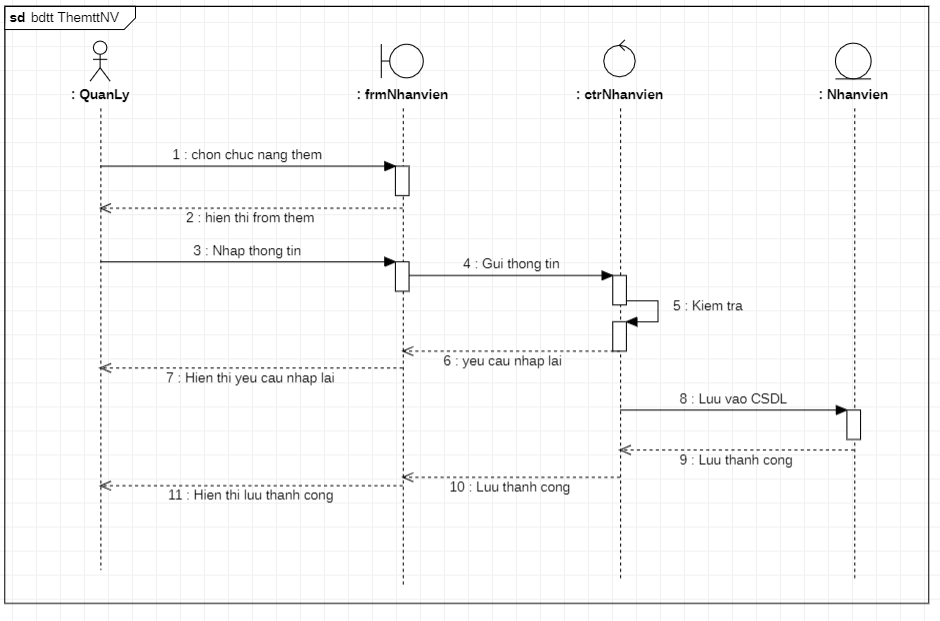 sd bdtt ThemttNV
: QuanLy
: frmNhanvien
: ctrNhanvien
: Nhanvien
1 : chon chuc nang them
2 : hien thi from them
3 : Nhap thong tin
4 : Gui thong tin
5 : Kiem tra
6 : yeu cau nhap lai
7 : Hien thi yeu cau nhap lai
8 : Luu vao CSDL
9 : Luu thanh cong
10 : Luu thanh cong
11 : Hien thi luu thanh cong